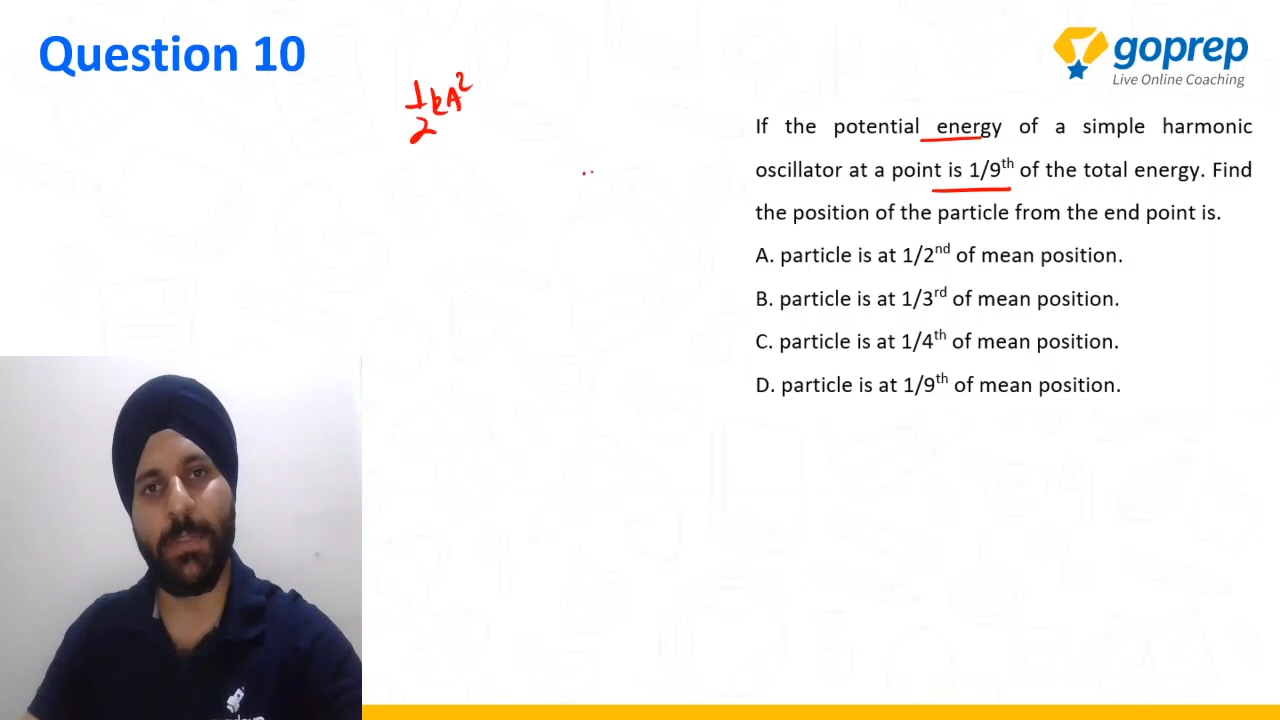 Question 10
goprep
Live Online Coaching
1/2 kA²
If the potential energy of a simple harmonic
oscillator at a point is 1/9th of the total energy. Find
the position of the particle from the end point is.
A. particle is at 1/2nd of mean position.
B. particle is at 1/3rd of mean position.
C. particle is at 1/4th of mean position.
D. particle is at 1/9th of mean position.